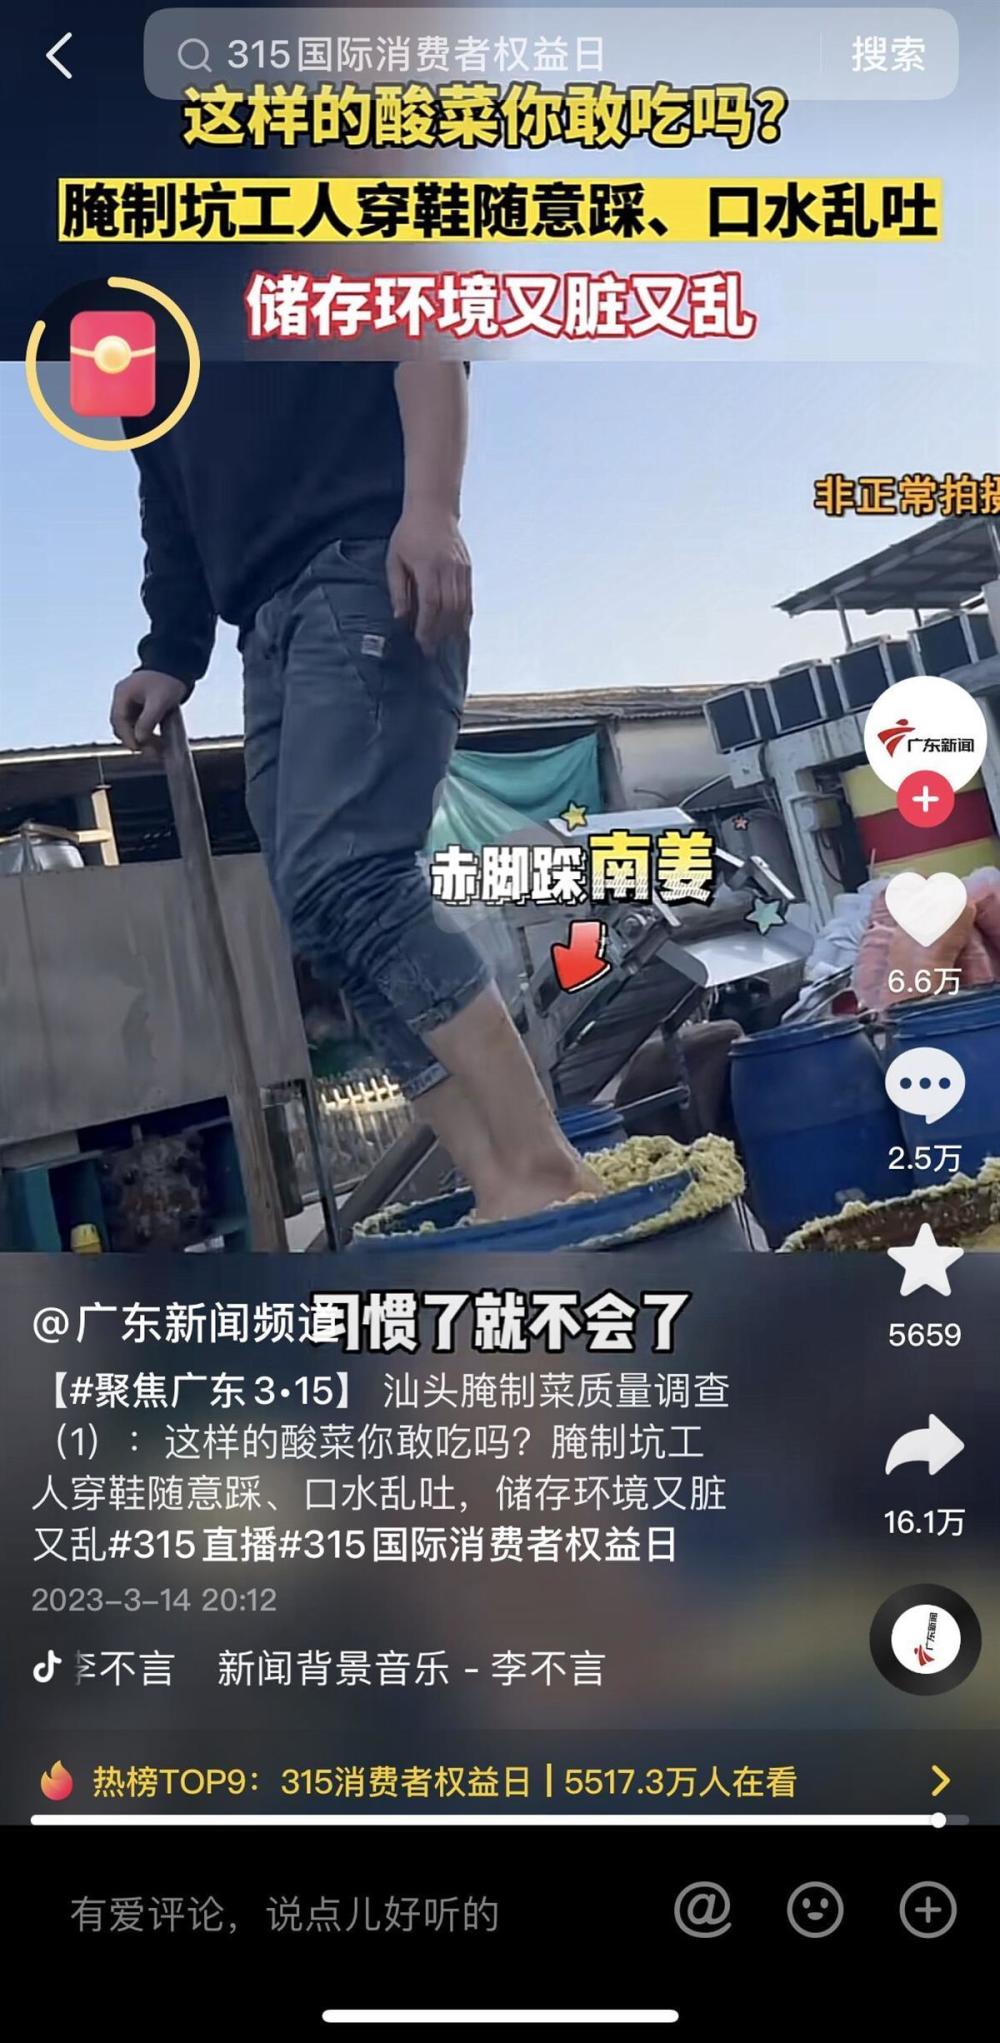 315国际消费者权益日
搜索
这样的酸菜你敢吃吗？
腌制坑工人穿鞋随意踩、口水乱吐
储存环境又脏又乱
非正常拍摄
广东新闻
赤脚踩南姜
6.6万
2.5万
5659
16.1万
习惯了就不会了
@广东新闻频道
【#聚焦广东3·15】 汕头腌制菜质量调查
（1）：这样的酸菜你敢吃吗？腌制坑工
人穿鞋随意踩、口水乱吐，储存环境又脏
又乱#315直播#315国际消费者权益日
2023-3-14 20:12
广东新闻
李不言 新闻背景音乐 - 李不言
热榜TOP9：315消费者权益日 | 5517.3万人在看
有爱评论，说点儿好听的